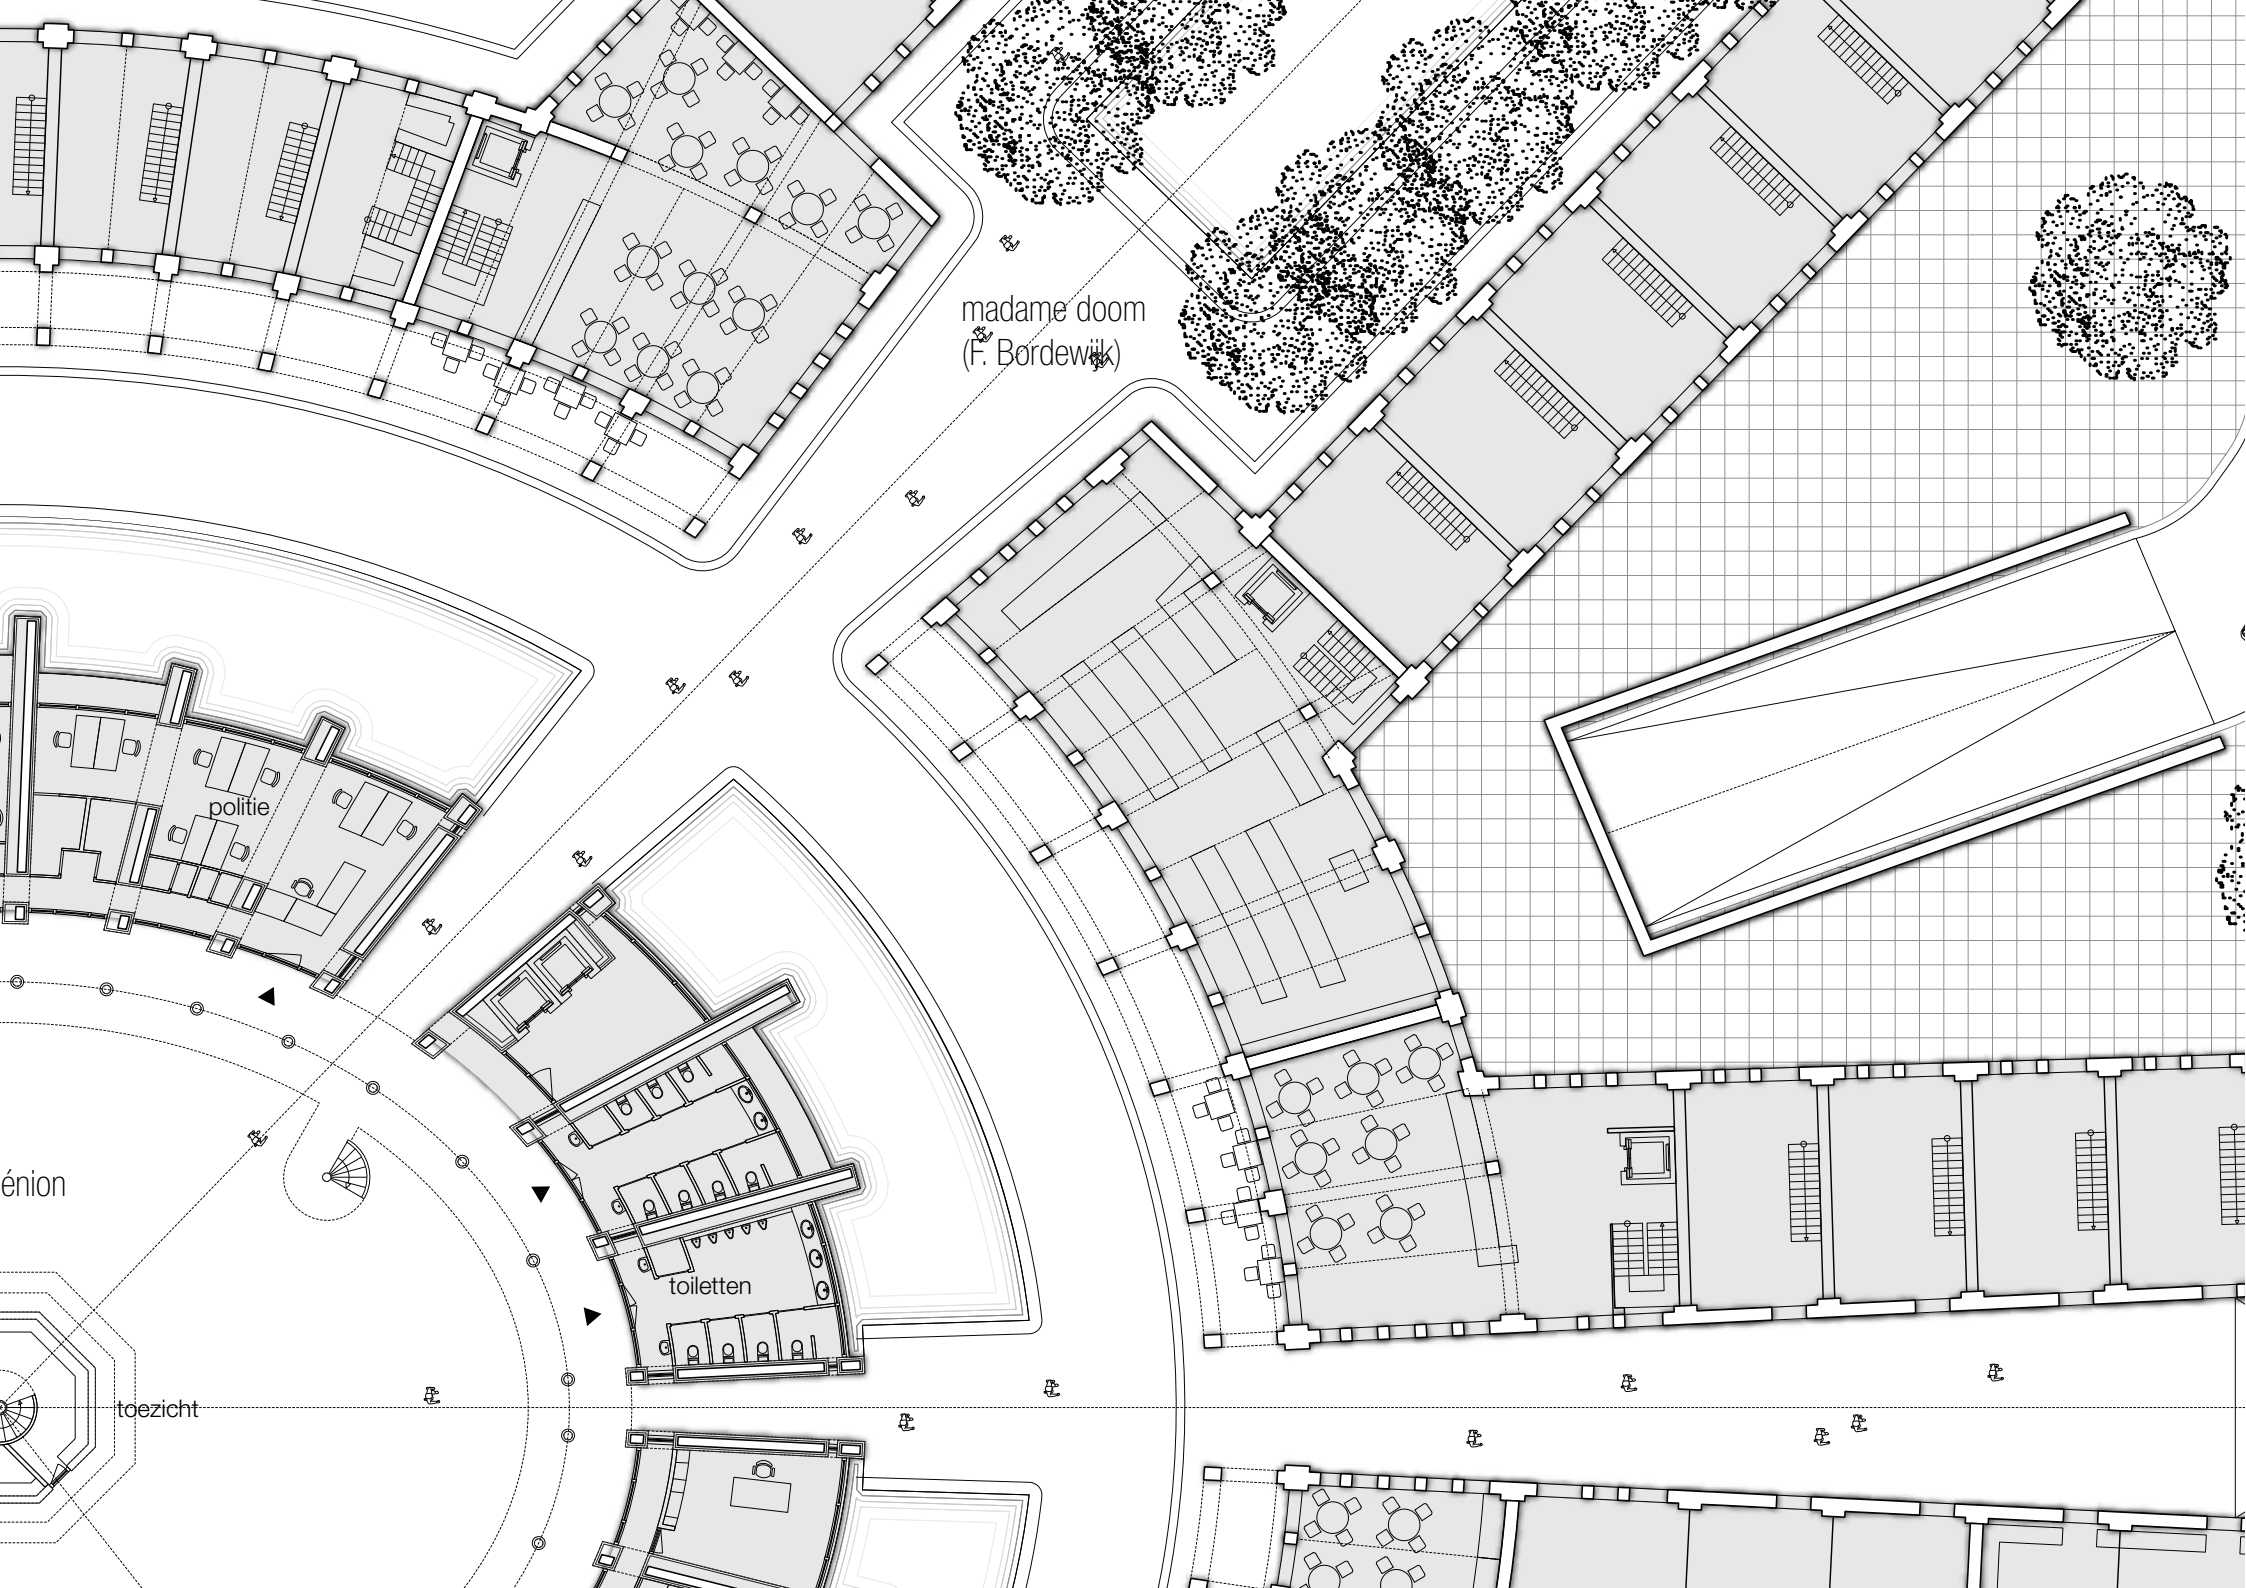 madame doom
(F. Bordewijk)
politie
énion
toiletten
toezicht